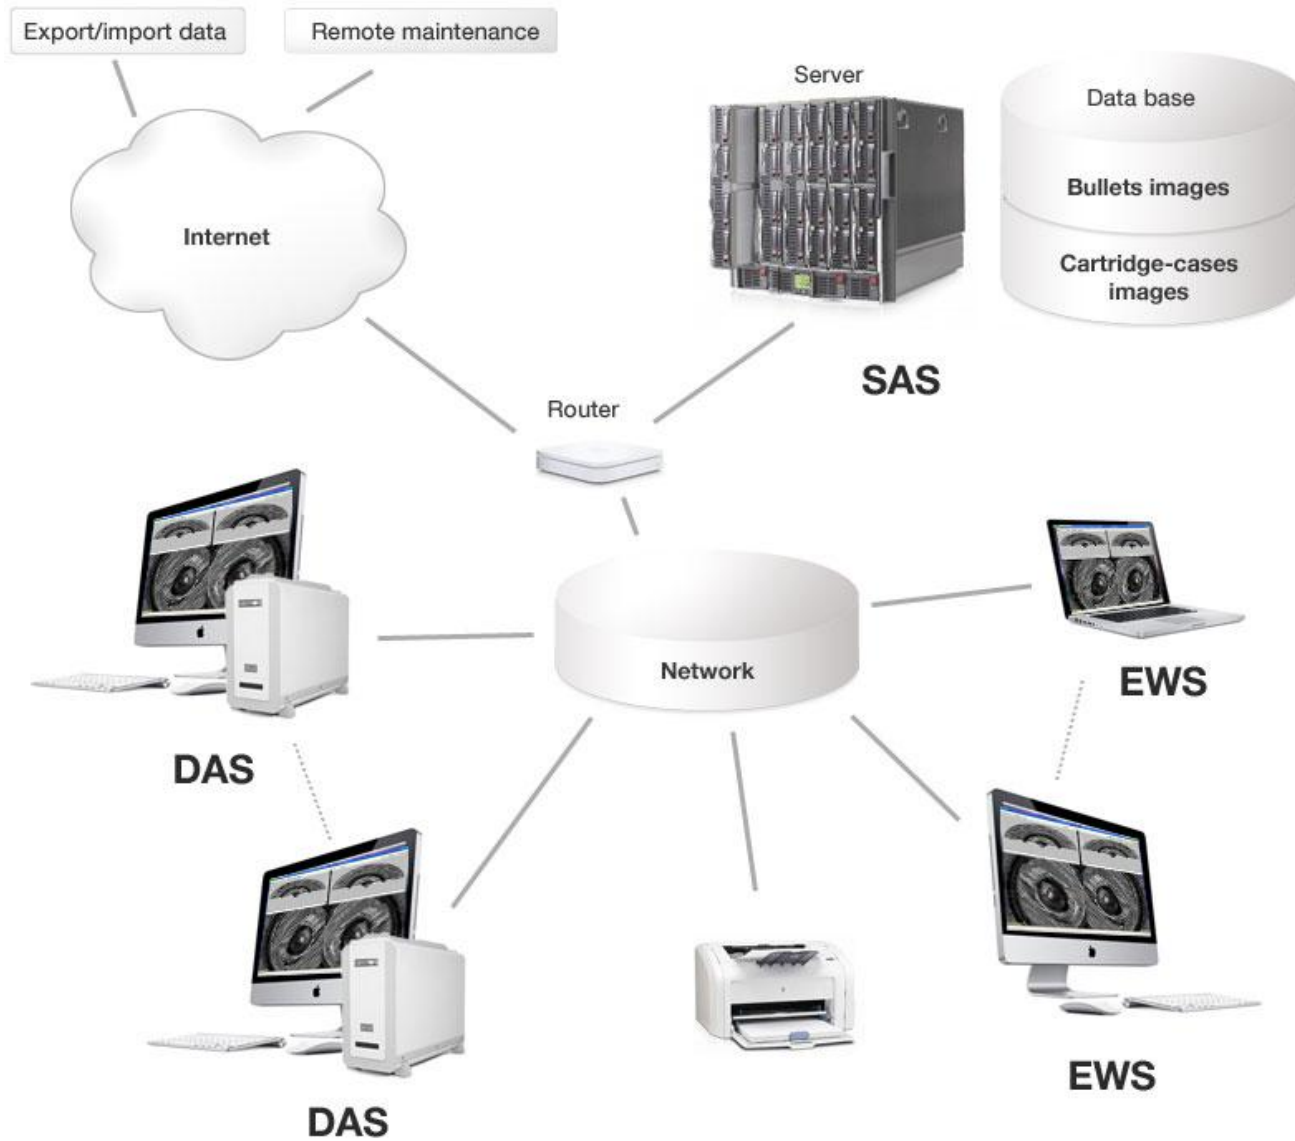 Export/import data
Remote maintenance
Server
Data base
Bullets images
Cartridge-cases
images
Internet
SAS
Router
Network
EWS
DAS
EWS
DAS